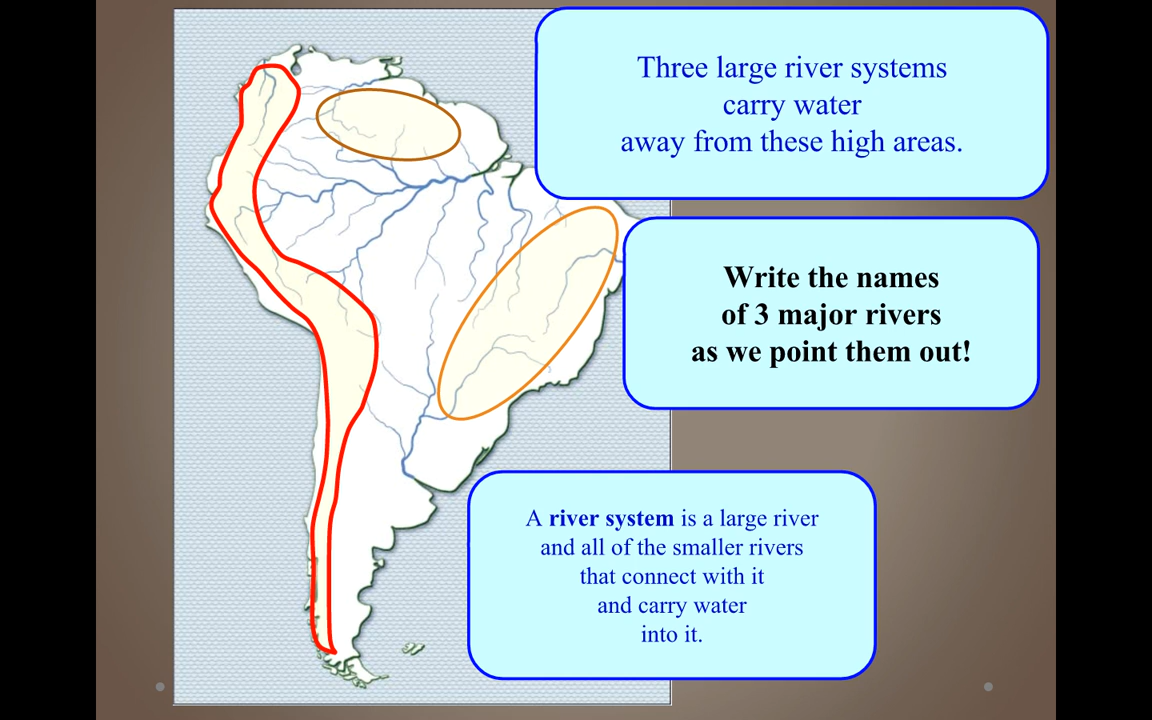 Three large river systems
carry water
away from these high areas.
Write the names
of 3 major rivers
as we point them out!
A river system is a large river
and all of the smaller rivers
that connect with it
and carry water
into it.